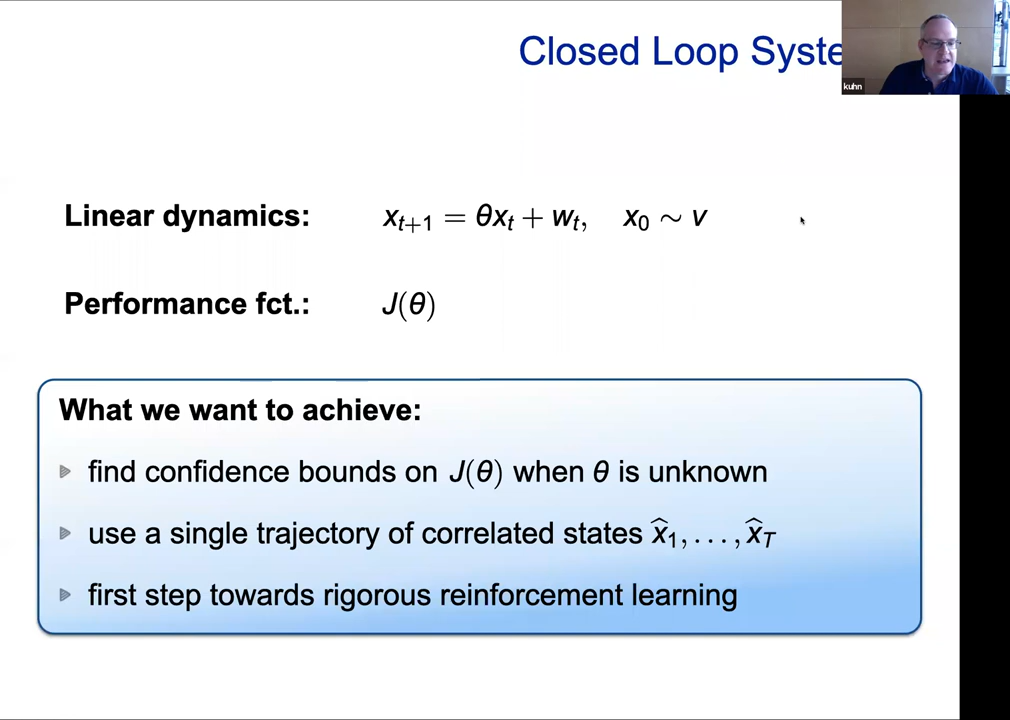 Closed Loop Syste
kuhn
Linear dynamics: x_{t+1} = θx_t + w_t, x_0 ∼ ν
Performance fct.: J(θ)
What we want to achieve:
find confidence bounds on J(θ) when θ is unknown
use a single trajectory of correlated states x̂_1, . . . , x̂_T
first step towards rigorous reinforcement learning